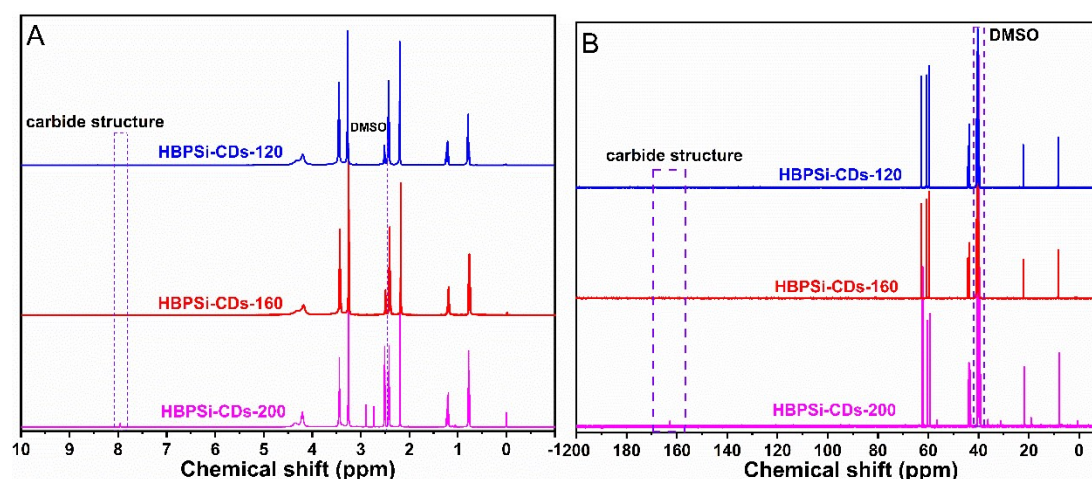 A
carbide structure
DMSO
HBPSi-CDs-120
HBPSi-CDs-160
HBPSi-CDs-200
10 9 8 7 6 5 4 3 2 1 0 -1
Chemical shift (ppm)
B
DMSO
carbide structure
HBPSi-CDs-120
HBPSi-CDs-160
HBPSi-CDs-200
200 180 160 140 120 100 80 60 40 20 0
Chemical shift (ppm)